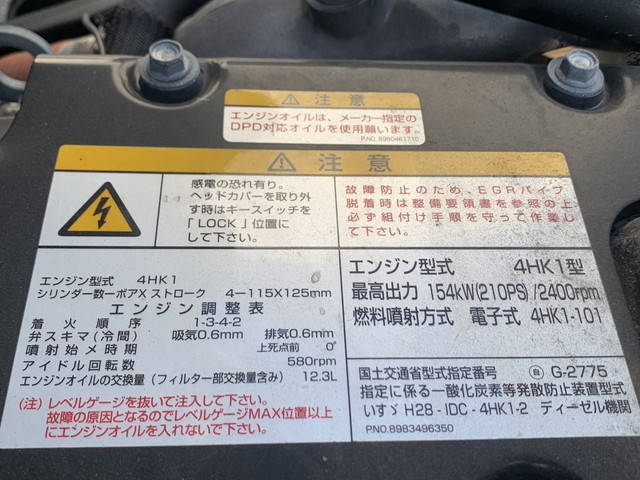 ⚠ 注意
エンジンオイルは、メーカー指定の
DPD対応オイルを使用願います。
P.NO.8980461710
⚠ 注意
感電の恐れ有り。
ヘッドカバーを取り外
す時はキースイッチを
「LOCK」位置に
して下さい。
故障防止のため、EGRパイプ
脱着時は整備要領書を参照の上
必ず組付け手順を守って作業し
て下さい。
エンジン型式 4HK1
シリンダー数ーボアX ストローク 4ー115X125mm
エンジン調整表
着火順序 1-3-4-2
弁スキマ(冷間) 吸気0.6mm 排気0.6mm
噴射始メ時期 上死点前 0°
アイドル回転数 580rpm
エンジンオイルの交換量(フィルター部交換量含み) 12.3L
(注)レベルゲージを抜いて注入して下さい。
故障の原因となるのでレベルゲージMAX位置以上
にエンジンオイルを入れないで下さい。
エンジン型式 4HK1型
最高出力 154kW(210PS)/2400rpm
燃料噴射方式 電子式 4HK1-101
国土交通省型式指定番号 自 G-2775
指定に係る一酸化炭素等発散防止装置型式
いすゞ H28-IDC-4HK1-2 ディーゼル機関
P.NO.8983496350